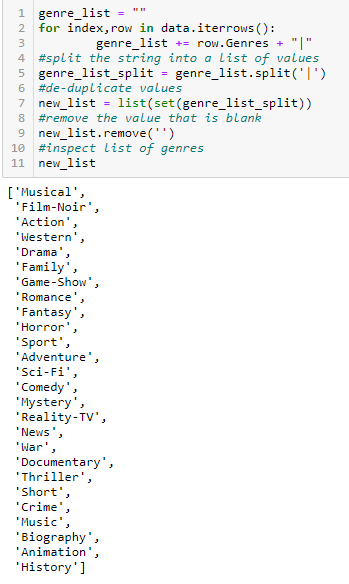 1 genre_list = ""
2 for index,row in data.iterrows():
3         genre_list += row.Genres + "|"
4 #split the string into a list of values
5 genre_list_split = genre_list.split('|')
6 #de-duplicate values
7 new_list = list(set(genre_list_split))
8 #remove the value that is blank
9 new_list.remove('')
10 #inspect list of genres
11 new_list
['Musical',
 'Film-Noir',
 'Action',
 'Western',
 'Drama',
 'Family',
 'Game-Show',
 'Romance',
 'Fantasy',
 'Horror',
 'Sport',
 'Adventure',
 'Sci-Fi',
 'Comedy',
 'Mystery',
 'Reality-TV',
 'News',
 'War',
 'Documentary',
 'Thriller',
 'Short',
 'Crime',
 'Music',
 'Biography',
 'Animation',
 'History']